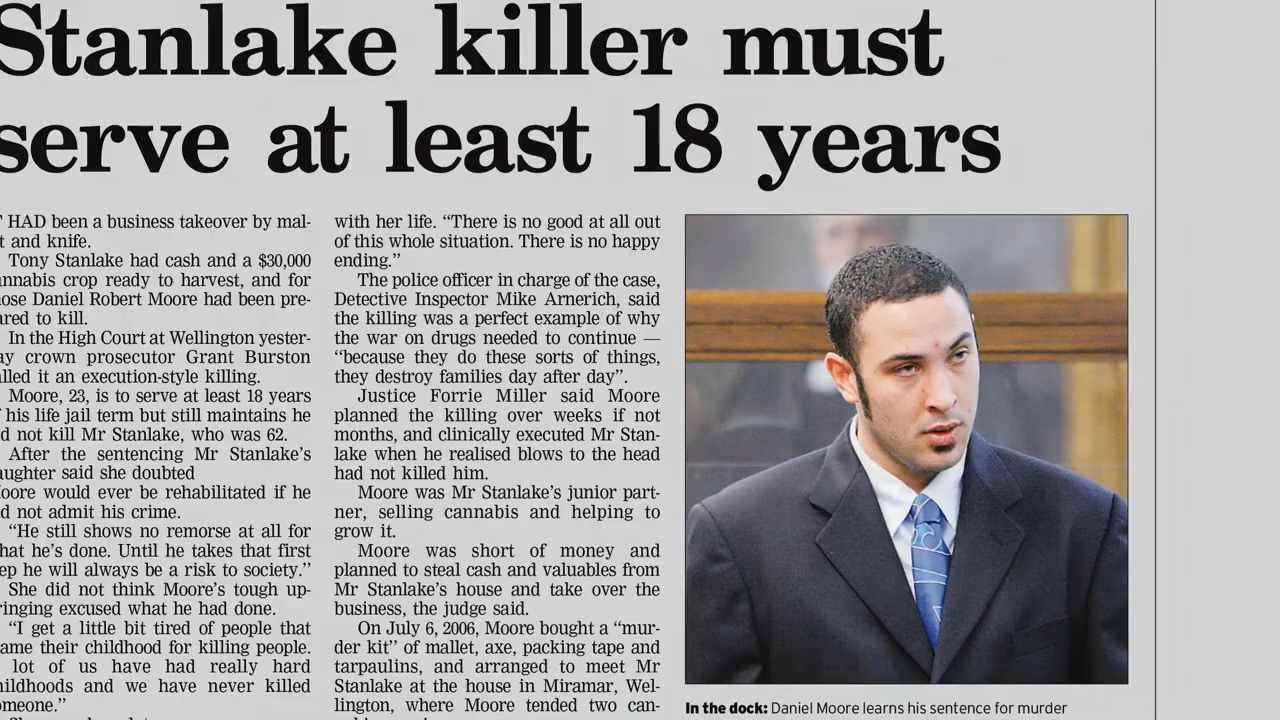 Stanlake killer must
serve at least 18 years
HAD been a business takeover by mal-
and knife.
Tony Stanlake had cash and a $30,000
crop ready to harvest, and for
Daniel Robert Moore had been pre-
to kill.
In the High Court at Wellington yester-
crown prosecutor Grant Burston
it an execution-style killing.
Moore, 23, is to serve at least 18 years
his life jail term but still maintains he
not kill Mr Stanlake, who was 62.
After the sentencing Mr Stanlake's
said she doubted
would ever be rehabilitated if he
not admit his crime.
“He still shows no remorse at all for
he's done. Until he takes that first
he will always be a risk to society.”
She did not think Moore's tough up-
excused what he had done.
“I get a little bit tired of people that
their childhood for killing people.
lot of us have had really hard
and we have never killed
with her life. “There is no good at all out
of this whole situation. There is no happy
ending.”
The police officer in charge of the case,
Detective Inspector Mike Arnerich, said
the killing was a perfect example of why
the war on drugs needed to continue —
“because they do these sorts of things,
they destroy families day after day”.
Justice Forrie Miller said Moore
planned the killing over weeks if not
months, and clinically executed Mr Stan-
lake when he realised blows to the head
had not killed him.
Moore was Mr Stanlake's junior part-
ner, selling cannabis and helping to
grow it.
Moore was short of money and
planned to steal cash and valuables from
Mr Stanlake's house and take over the
business, the judge said.
On July 6, 2006, Moore bought a “mur-
der kit” of mallet, axe, packing tape and
tarpaulins, and arranged to meet Mr
Stanlake at the house in Miramar, Wel-
lington, where Moore tended two can-
In the dock: Daniel Moore learns his sentence for murder